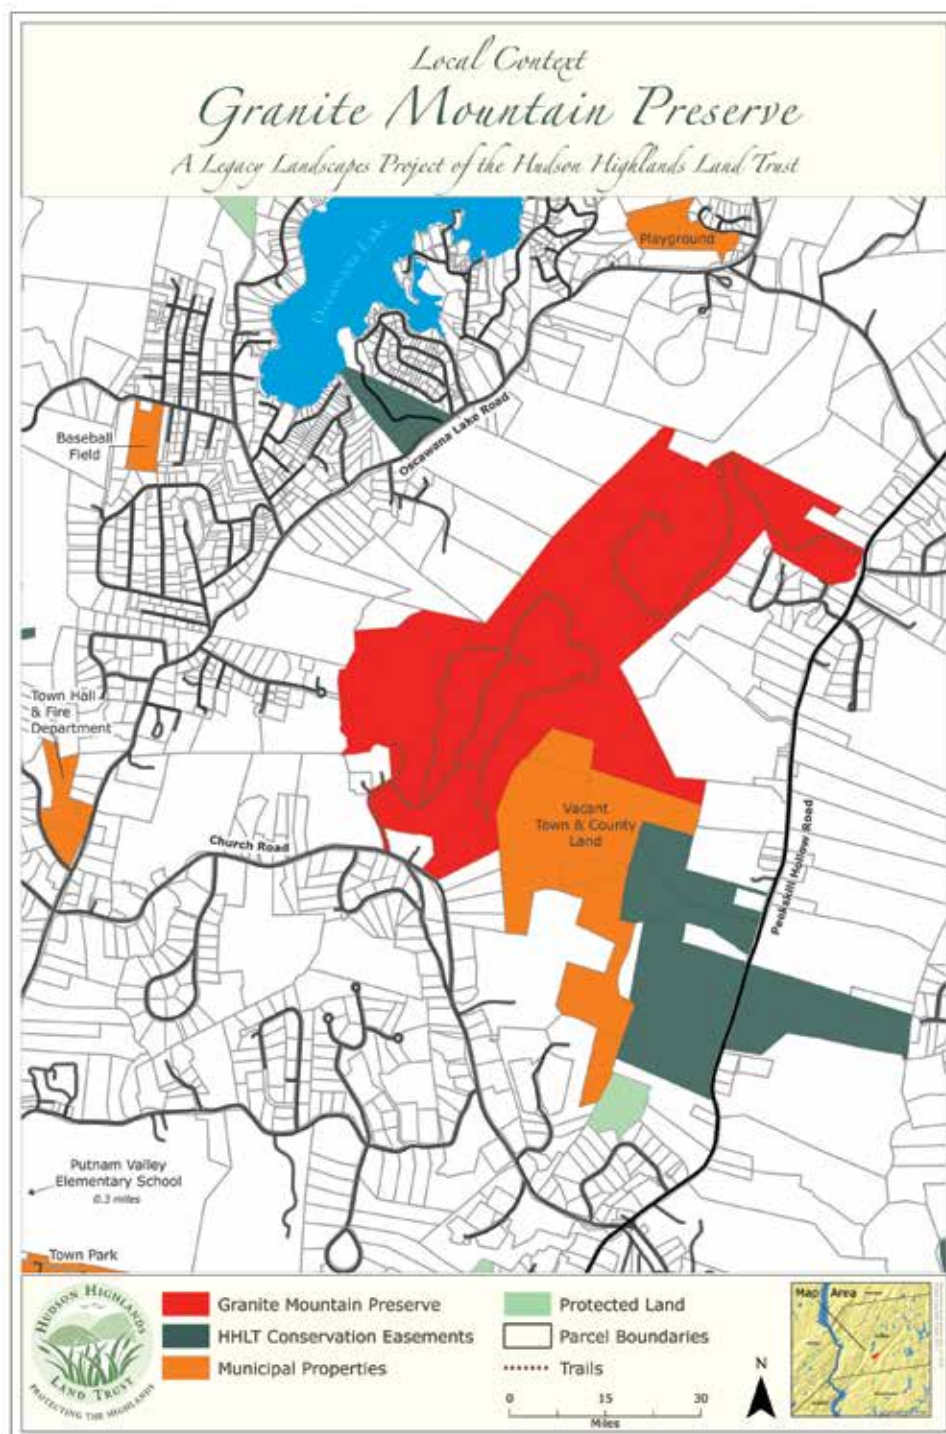 Local Context
Granite Mountain Preserve
A Legacy Landscapes Project of the Hudson Highlands Land Trust
Oscawana Lake
Playground
Baseball
Field
Oscawana Lake Road
Town Hall
& Fire
Department
Vacant
Town & County
Land
Church Road
Peekskill Hollow Road
Putnam Valley
Elementary School
0.3 miles
Town Park
HUDSON HIGHLANDS
LAND TRUST
PROTECTING THE HIGHLANDS
Granite Mountain Preserve
HHLT Conservation Easements
Municipal Properties
Protected Land
Parcel Boundaries
Trails
0 15 30
Miles
N
Map Area